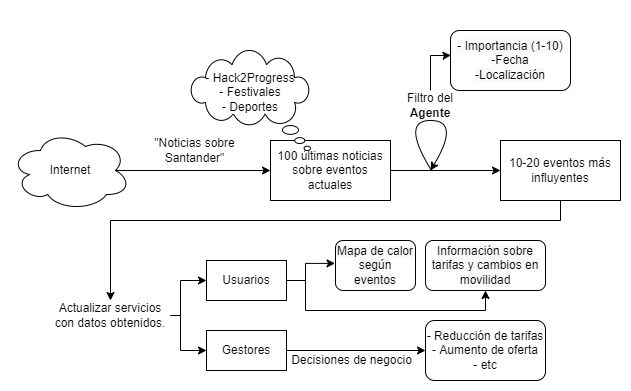 - Importancia (1-10)
-Fecha
-Localización
- Hack2Progress
- Festivales
- Deportes
Filtro del
Agente
"Noticias sobre
Santander"
Internet
100 últimas noticias
sobre eventos
actuales
10-20 eventos más
influyentes
Usuarios
Mapa de calor
según
eventos
Información sobre
tarifas y cambios en
movilidad
Actualizar servicios
con datos obtenidos.
Gestores
Decisiones de negocio
- Reducción de tarifas
- Aumento de oferta
- etc